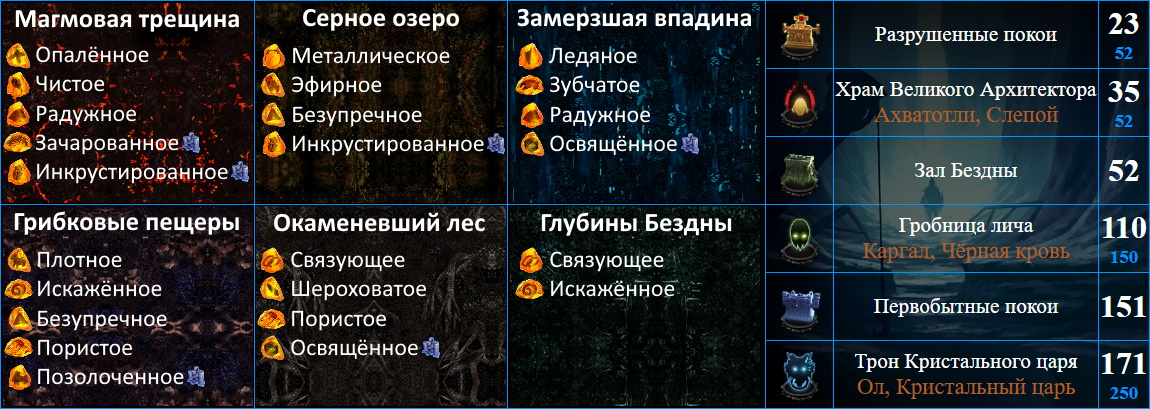 Магмовая трещина
Опалённое
Чистое
Радужное
Зачарованное
Инкрустированное
Серное озеро
Металлическое
Эфирное
Безупречное
Инкрустированное
Замерзшая впадина
Ледяное
Зубчатое
Радужное
Освящённое
Грибковые пещеры
Плотное
Искажённое
Безупречное
Пористое
Позолоченное
Окаменевший лес
Связующее
Шероховатое
Пористое
Освящённое
Глубины Бездны
Связующее
Искажённое
Разрушенные покои
23
52
Храм Великого Архитектора
Ахватотли, Слепой
35
52
Зал Бездны
52
Гробница лича
Каргал, Чёрная кровь
110
150
Первобытные покои
151
Трон Кристального царя
Ол, Кристальный царь
171
250